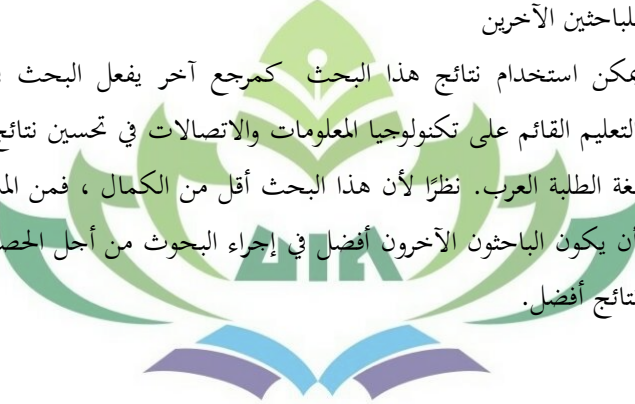 للباحثين الآخرين
يمكن استخدام نتائج هذا البحث كمرجع آخر يفعل البحث
التعليم القائم على تكنولوجيا المعلومات والاتصالات في تحسين نتائج
لغة الطلبة العرب. نظرًا لأن هذا البحث أقل من الكمال ، فمن
أن يكون الباحثون الآخرون أفضل في إجراء البحوث من أجل
نتائج أفضل.